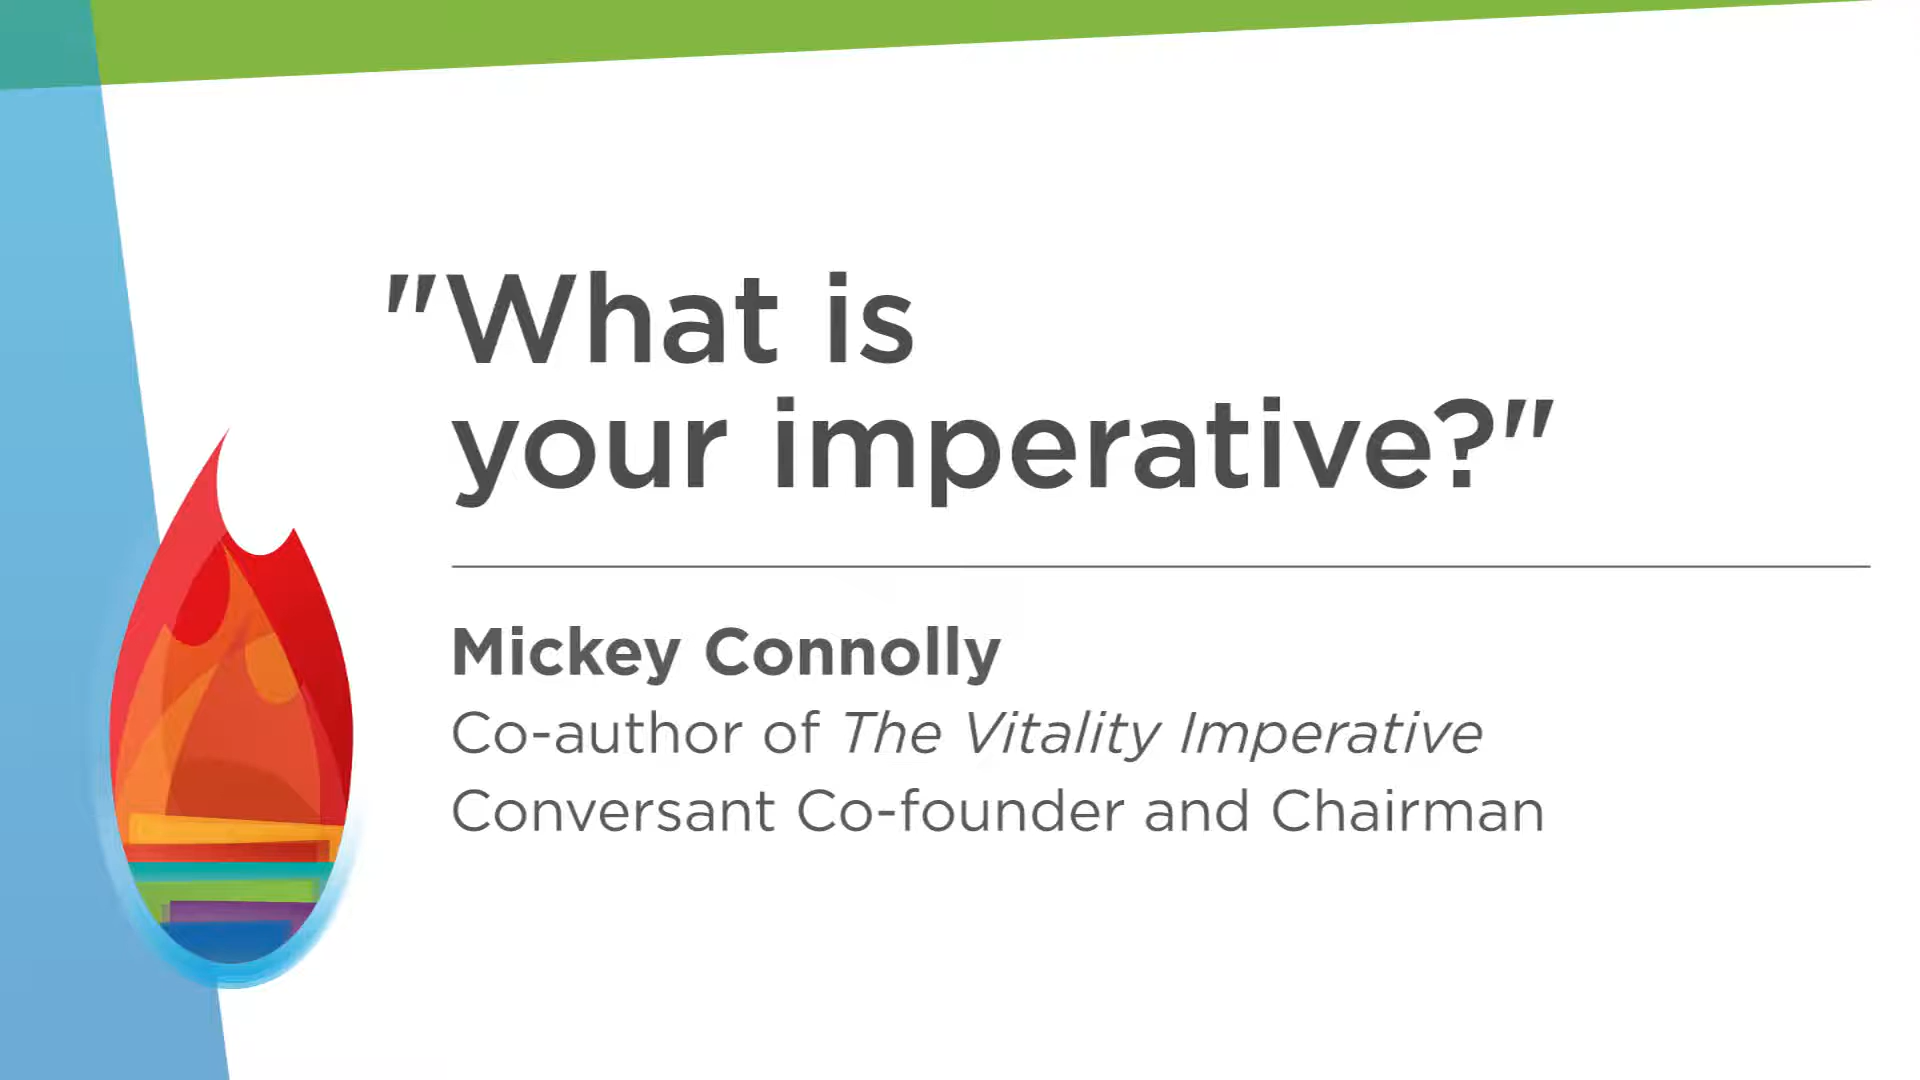 "What is
your imperative?"
Mickey Connolly
Co-author of The Vitality Imperative
Conversant Co-founder and Chairman